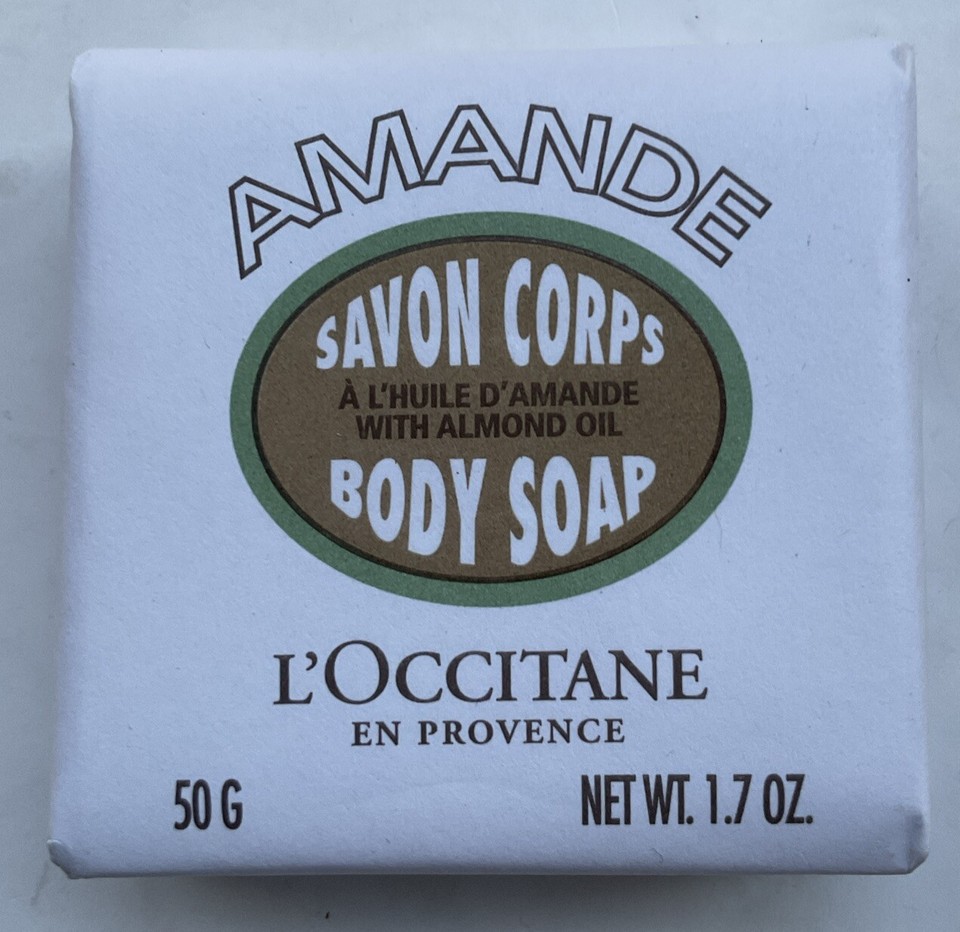 AMANDE
SAVON CORPS
À L'HUILE D'AMANDE
WITH ALMOND OIL
BODY SOAP
L'OCCITANE
EN PROVENCE
50 G NET WT. 1.7 OZ.